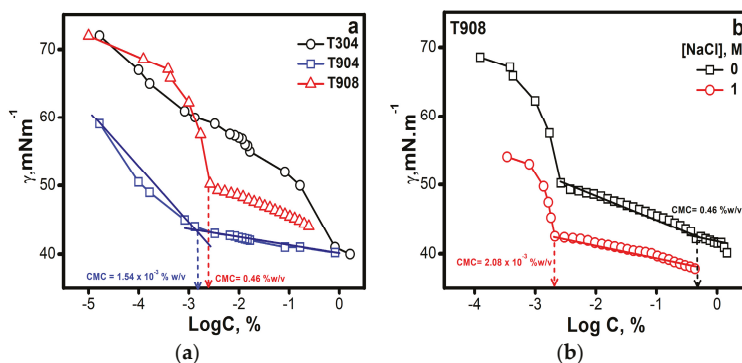 a
T304
T904
T908
70
60
50
40
γ,mNm-1
CMC = 1.54 x 10-3 % w/v
CMC= 0.46 %w/v
-5 -4 -3 -2 -1 0
LogC, %
(a)
T908
b
[NaCl], M
0
1
70
60
50
40
γ,mN.m-1
CMC= 0.46 %w/v
CMC= 2.08 x 10-3 %w/v
-4 -3 -2 -1 0
Log C, %
(b)